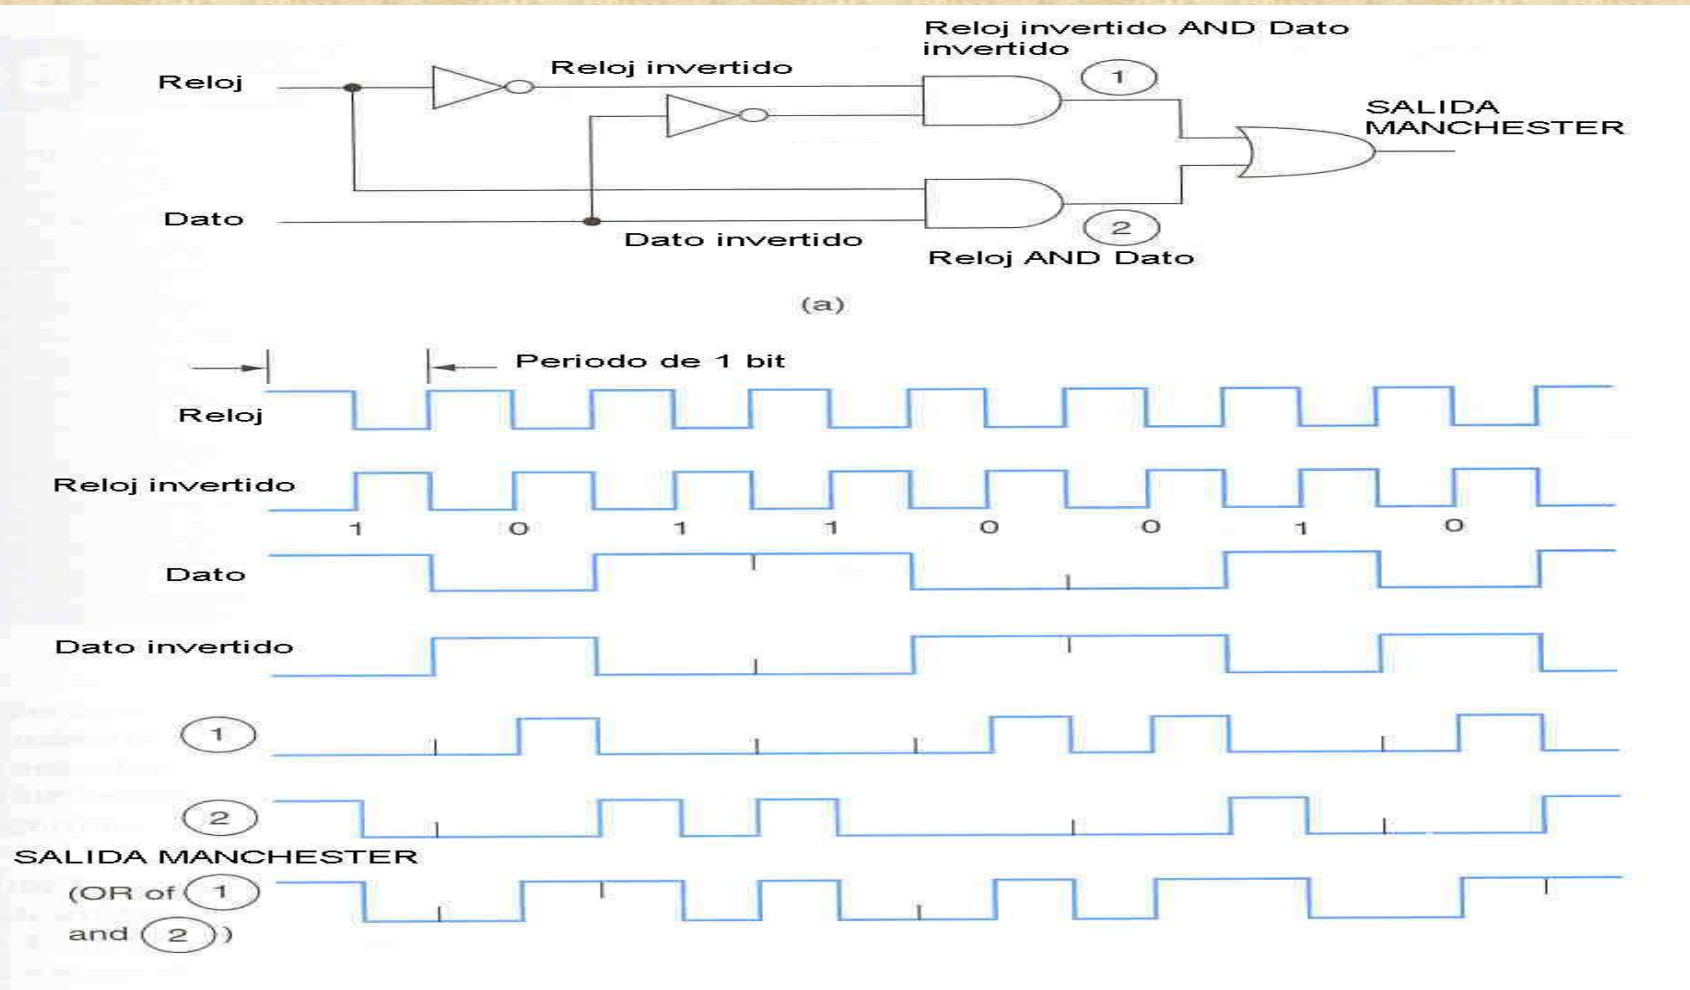 Reloj invertido AND Dato
invertido
Reloj
Reloj invertido
1
SALIDA
MANCHESTER
Dato
Dato invertido
2
Reloj AND Dato
(a)
Periodo de 1 bit
Reloj
Reloj invertido
1 0 1 1 0 0 1 0
Dato
Dato invertido
1
2
SALIDA MANCHESTER
(OR of 1
and 2 )